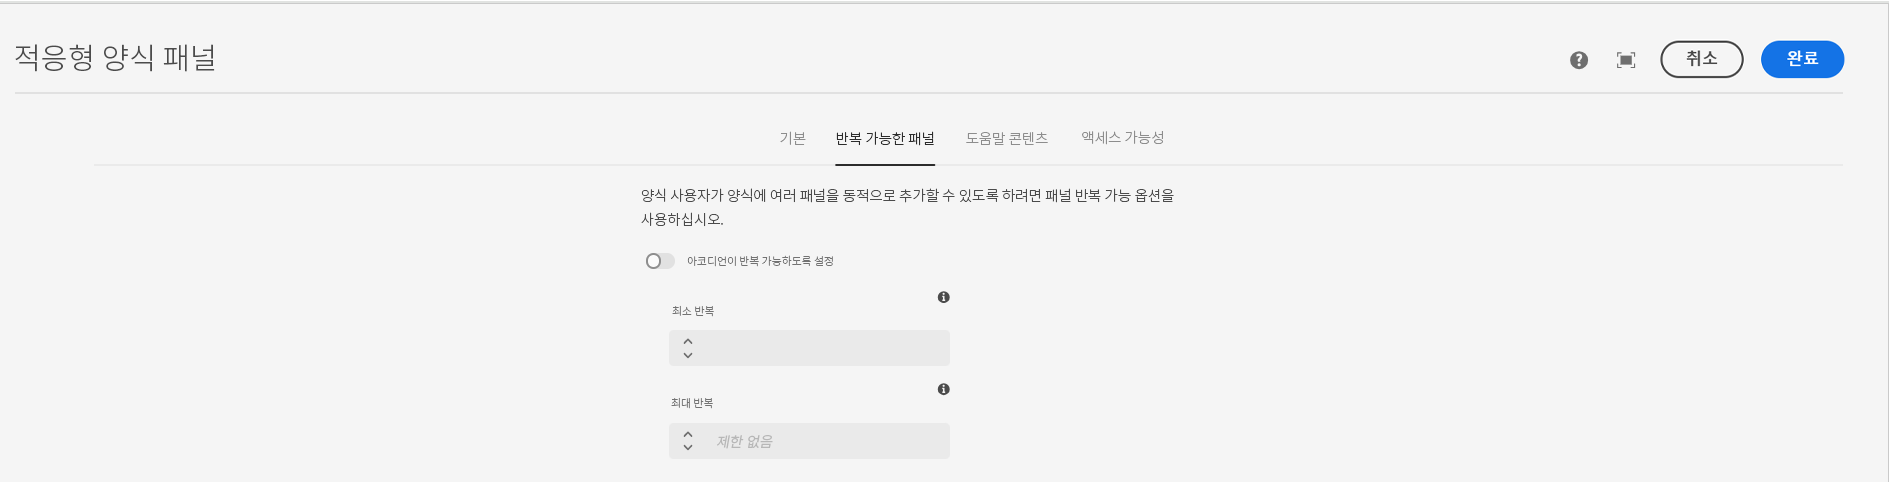 적응형 양식 패널
취소
완료
기본
반복 가능한 패널
도움말 콘텐츠
액세스 가능성
양식 사용자가 양식에 여러 패널을 동적으로 추가할 수 있도록 하려면 패널 반복 가능 옵션을
사용하십시오.
아코디언이 반복 가능하도록 설정
최소 반복
최대 반복
제한 없음